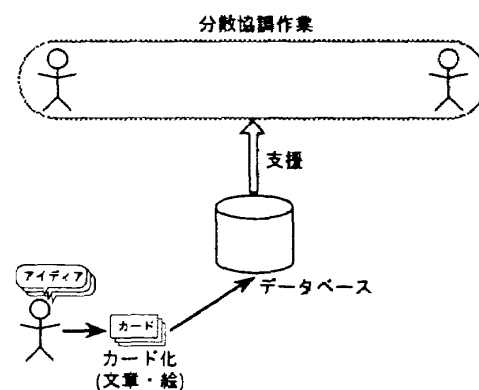 分散協調作業
支援
データベース
アイディア
カード
カード化
(文章・絵)